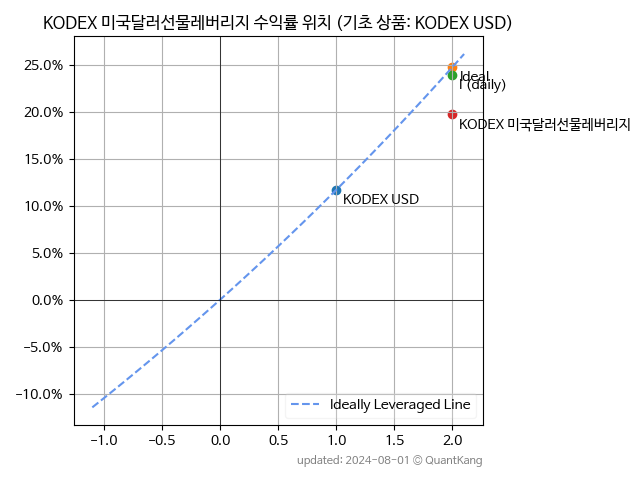 KODEX 미국달러선물레버리지 수익률 위치 (기초 상품: KODEX USD)
25.0%
20.0%
15.0%
10.0%
5.0%
0.0%
−5.0%
−10.0%
Ideal
(daily)
KODEX 미국달러선물레버리지
KODEX USD
Ideally Leveraged Line
−1.0
−0.5
0.0
0.5
1.0
1.5
2.0
updated: 2024-08-01 © QuantKang